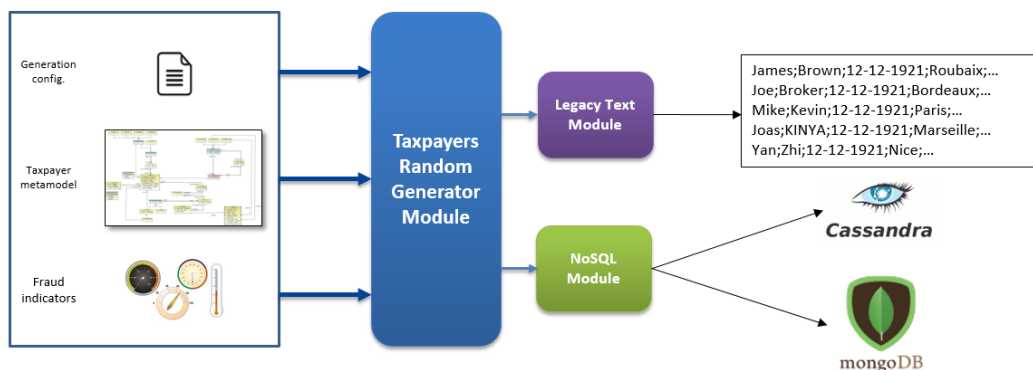 Generation
config.
Taxpayer
metamodel
Fraud
indicators
Taxpayers
Random
Generator
Module
Legacy Text
Module
NoSQL
Module
James;Brown;12-12-1921;Roubaix;…
Joe;Broker;12-12-1921;Bordeaux;…
Mike;Kevin;12-12-1921;Paris;…
Joas;KINYA;12-12-1921;Marseille;…
Yan;Zhi;12-12-1921;Nice;…
Cassandra
mongoDB